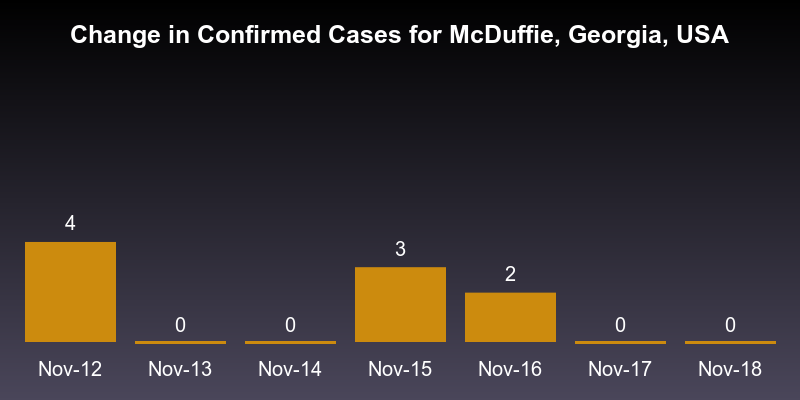 Change in Confirmed Cases for McDuffie, Georgia, USA
4
0
0
3
2
0
0
Nov-12
Nov-13
Nov-14
Nov-15
Nov-16
Nov-17
Nov-18